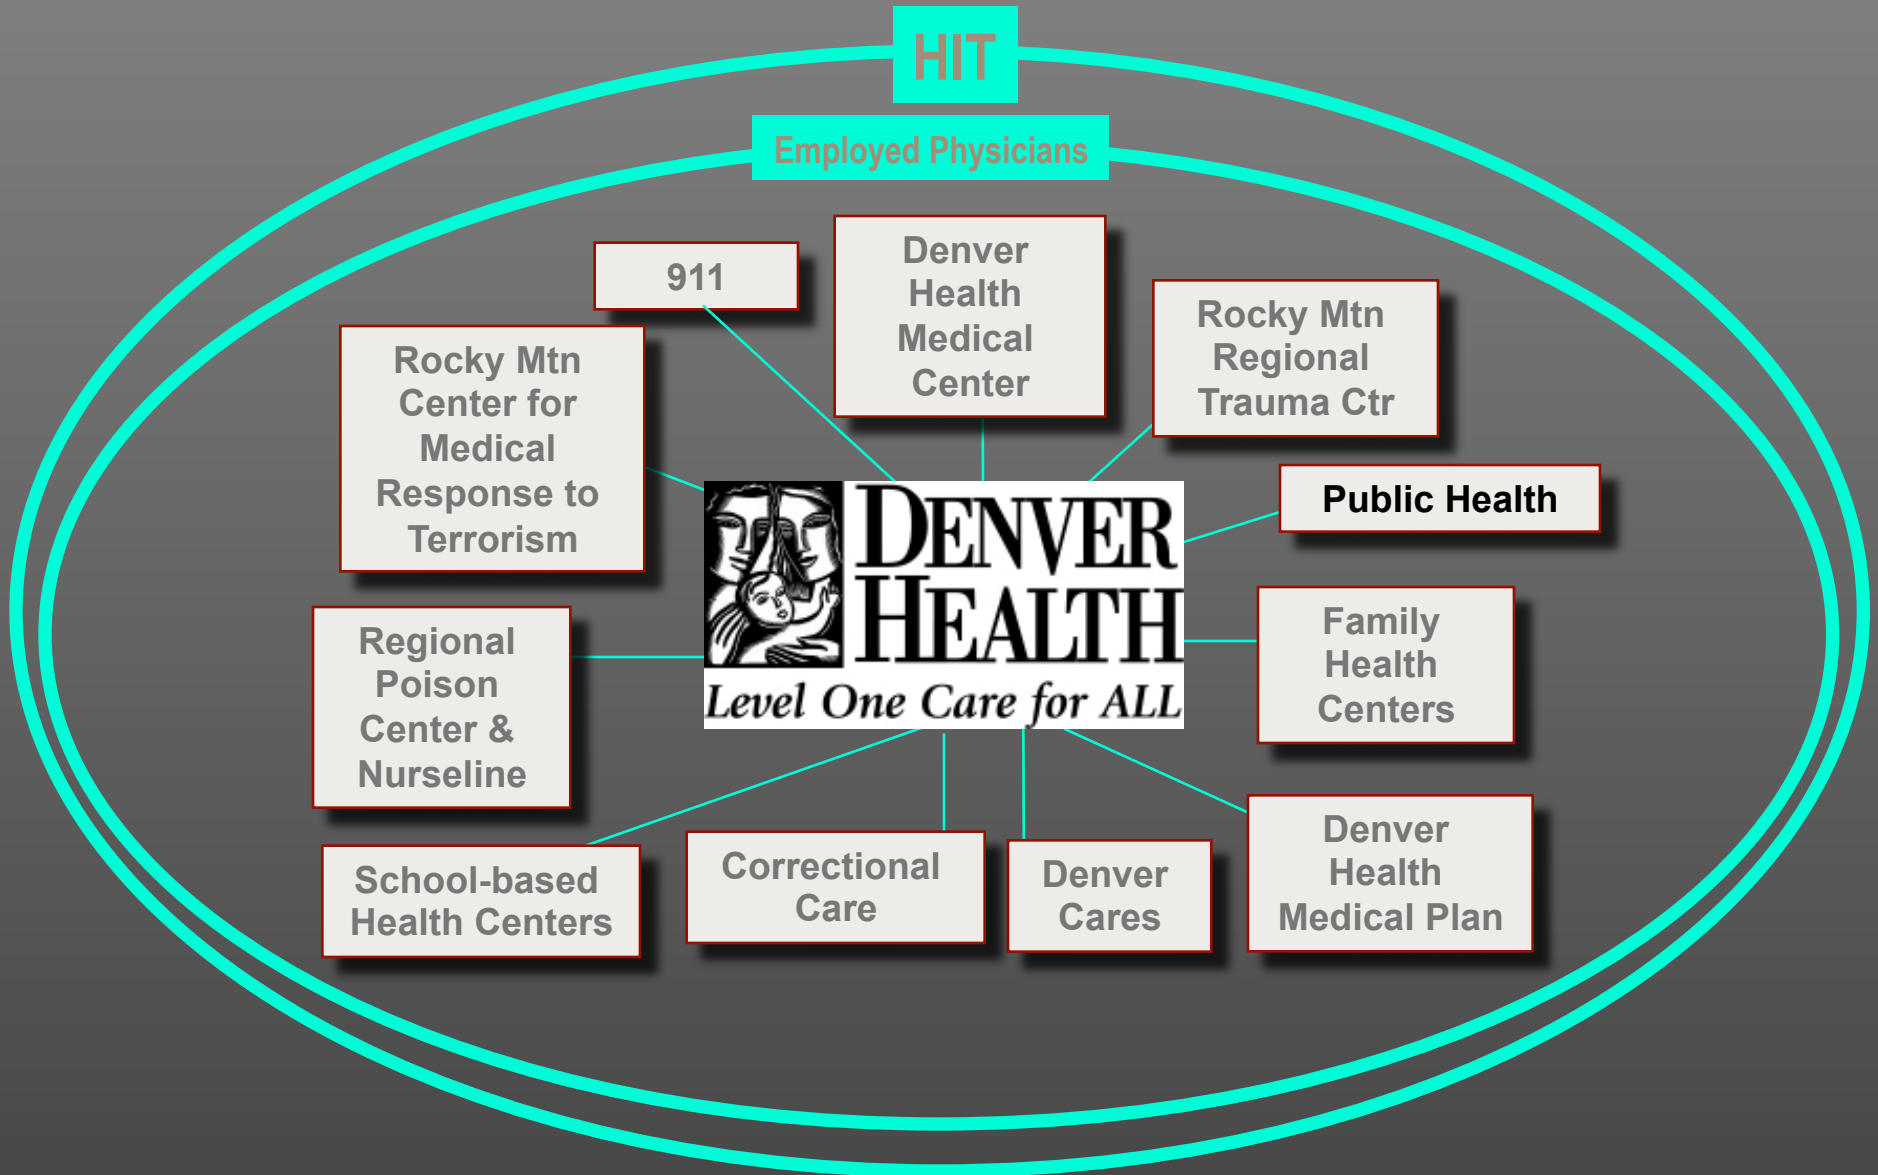 HIT
Employed Physicians
911
Denver
Health
Medical
Center
Rocky Mtn
Regional
Trauma Ctr
Rocky Mtn
Center for
Medical
Response to
Terrorism
Public Health
DENVER
HEALTH
Level One Care for ALL
Family
Health
Centers
Regional
Poison
Center &
Nurseline
Denver
Health
Medical Plan
School-based
Health Centers
Correctional
Care
Denver
Cares